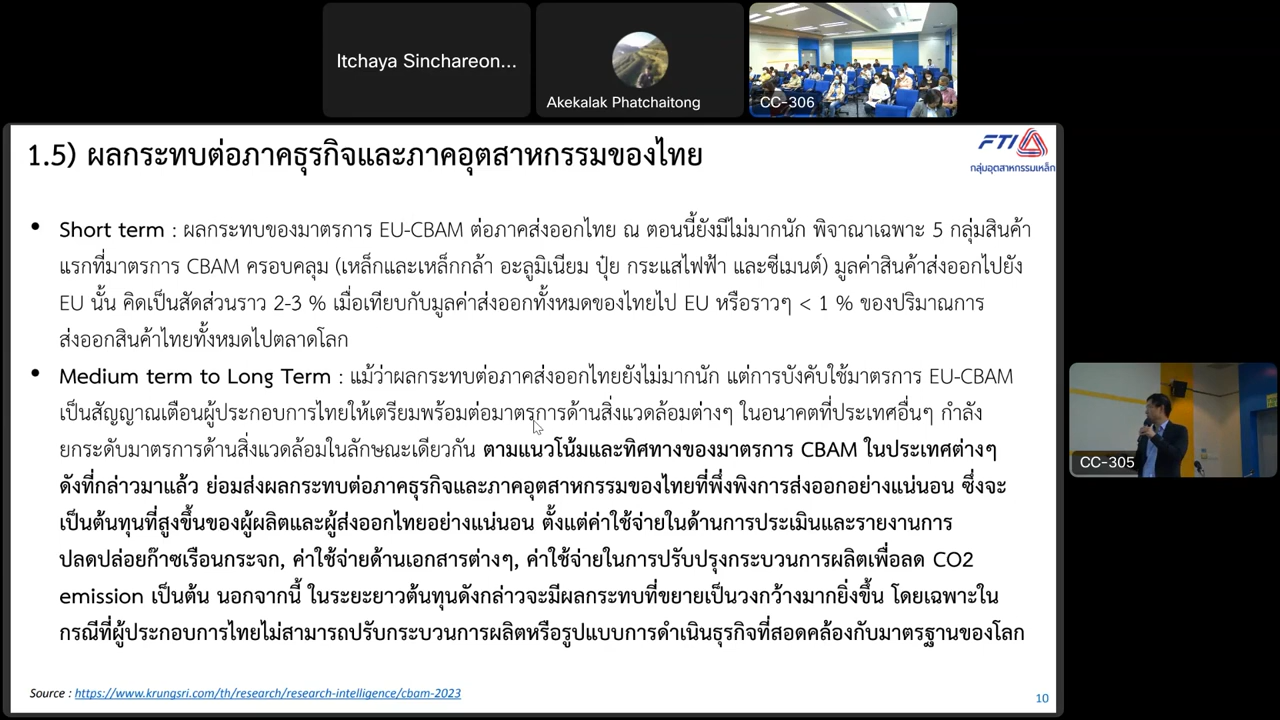 Itchaya Sinchareon...
Akekalak Phatchaitong
CC-306
1.5) ผลกระทบต่อภาคธุรกิจและภาคอุตสาหกรรมของไทย
FTI
กลุ่มอุตสาหกรรมเหล็ก
• Short term : ผลกระทบของมาตรการ EU-CBAM ต่อภาคส่งออกไทย ณ ตอนนี้ยังมีไม่มากนัก พิจาณาเฉพาะ 5 กลุ่มสินค้า
แรกที่มาตรการ CBAM ครอบคลุม (เหล็กและเหล็กกล้า อะลูมิเนียม ปุ๋ย กระแสไฟฟ้า และซีเมนต์) มูลค่าสินค้าส่งออกไปยัง
EU นั้น คิดเป็นสัดส่วนราว 2-3 % เมื่อเทียบกับมูลค่าส่งออกทั้งหมดของไทยไป EU หรือราวๆ < 1 % ของปริมาณการ
ส่งออกสินค้าไทยทั้งหมดไปตลาดโลก
• Medium term to Long Term : แม้ว่าผลกระทบต่อภาคส่งออกไทยยังไม่มากนัก แต่การบังคับใช้มาตรการ EU-CBAM
เป็นสัญญาณเตือนผู้ประกอบการไทยให้เตรียมพร้อมต่อมาตรการด้านสิ่งแวดล้อมต่างๆ ในอนาคตที่ประเทศอื่นๆ กำลัง
ยกระดับมาตรการด้านสิ่งแวดล้อมในลักษณะเดียวกัน ตามแนวโน้มและทิศทางของมาตรการ CBAM ในประเทศต่างๆ
ดังที่กล่าวมาแล้ว ย่อมส่งผลกระทบต่อภาคธุรกิจและภาคอุตสาหกรรมของไทยที่พึ่งพิงการส่งออกอย่างแน่นอน ซึ่งจะ
เป็นต้นทุนที่สูงขึ้นของผู้ผลิตและผู้ส่งออกไทยอย่างแน่นอน ตั้งแต่ค่าใช้จ่ายในด้านการประเมินและรายงานการ
ปลดปล่อยก๊าซเรือนกระจก, ค่าใช้จ่ายด้านเอกสารต่างๆ, ค่าใช้จ่ายในการปรับปรุงกระบวนการผลิตเพื่อลด CO2
emission เป็นต้น นอกจากนี้ ในระยะยาวต้นทุนดังกล่าวจะมีผลกระทบที่ขยายเป็นวงกว้างมากยิ่งขึ้น โดยเฉพาะใน
กรณีที่ผู้ประกอบการไทยไม่สามารถปรับกระบวนการผลิตหรือรูปแบบการดำเนินธุรกิจที่สอดคล้องกับมาตรฐานของโลก
CC-305
Source : https://www.krungsri.com/th/research/research-intelligence/cbam-2023
10